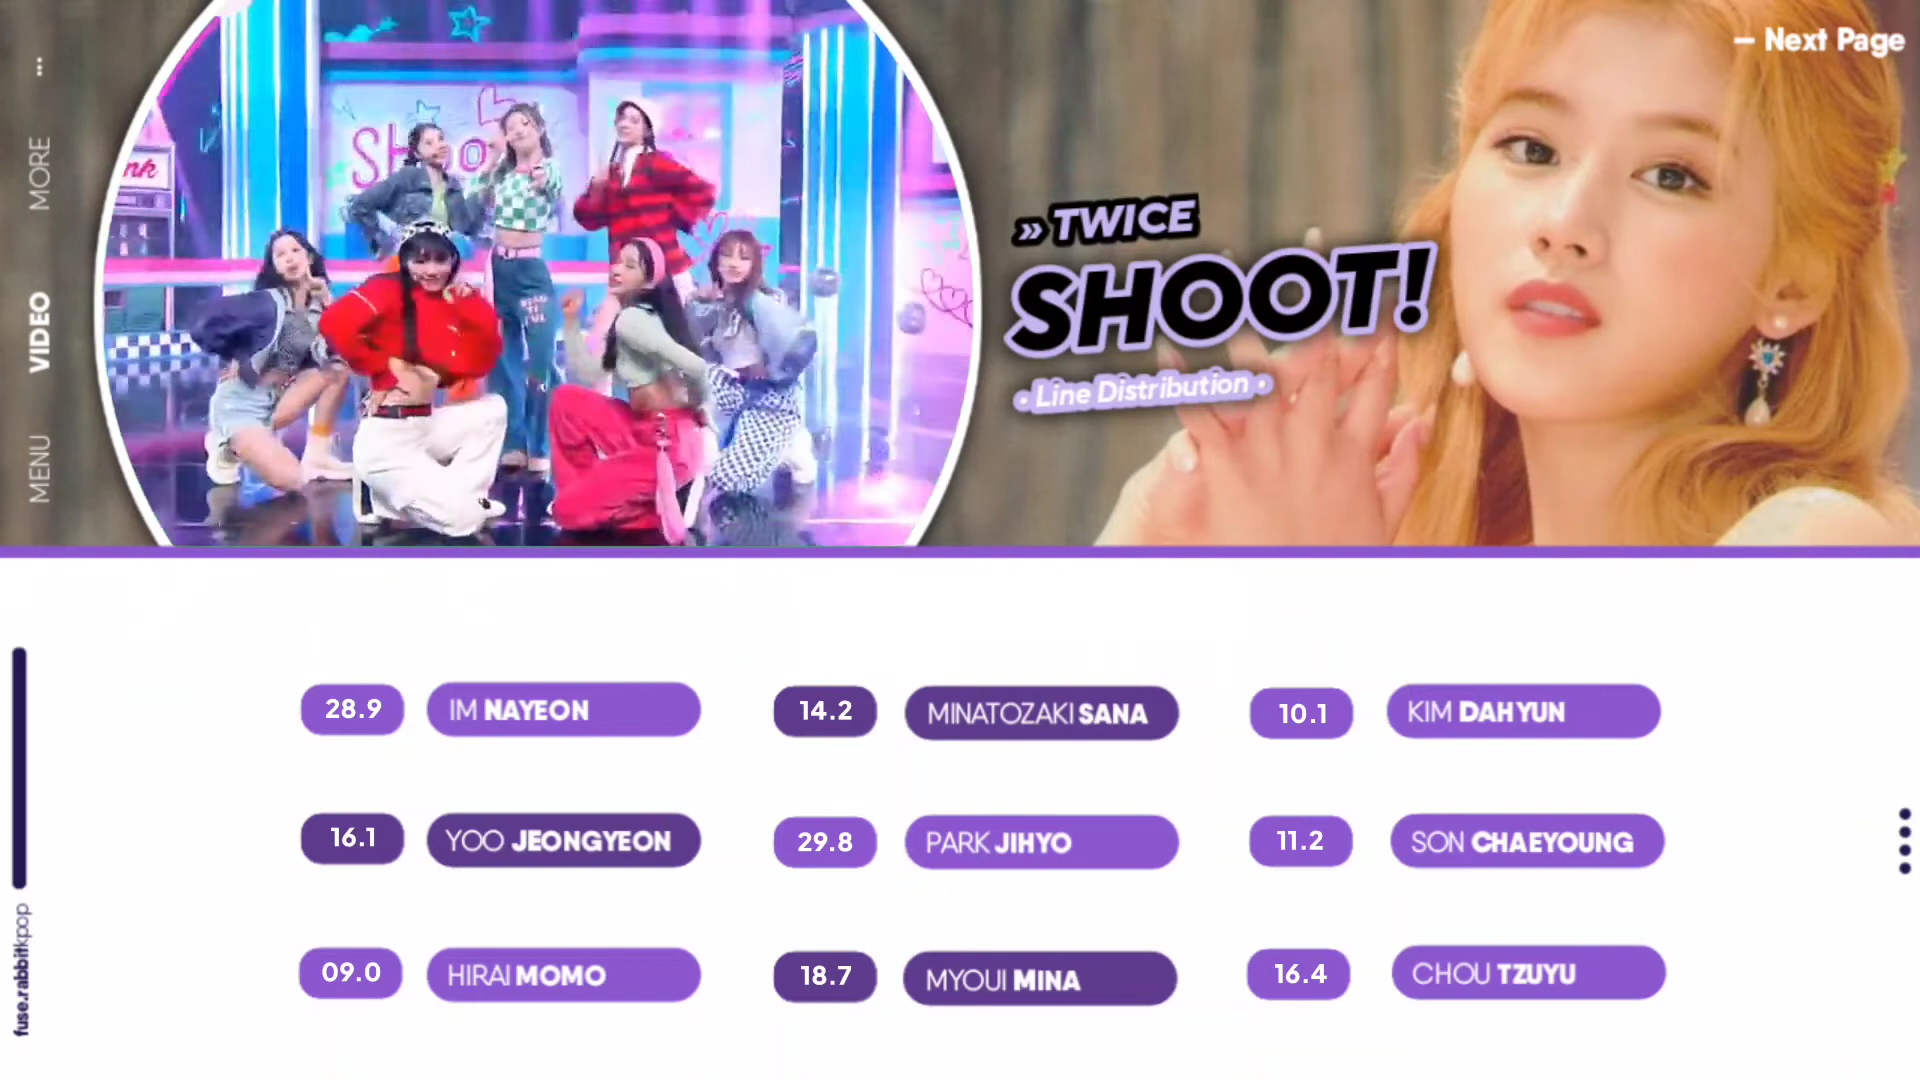 ...
MORE
VIDEO
MENU
– Next Page
Shoo
nk
» TWICE
SHOOT!
• Line Distribution •
28.9 IM NAYEON
14.2 MINATOZAKI SANA
10.1 KIM DAHYUN
16.1 YOO JEONGYEON
29.8 PARK JIHYO
11.2 SON CHAEYOUNG
09.0 HIRAI MOMO
18.7 MYOUI MINA
16.4 CHOU TZUYU
fuse.rabbitkpop